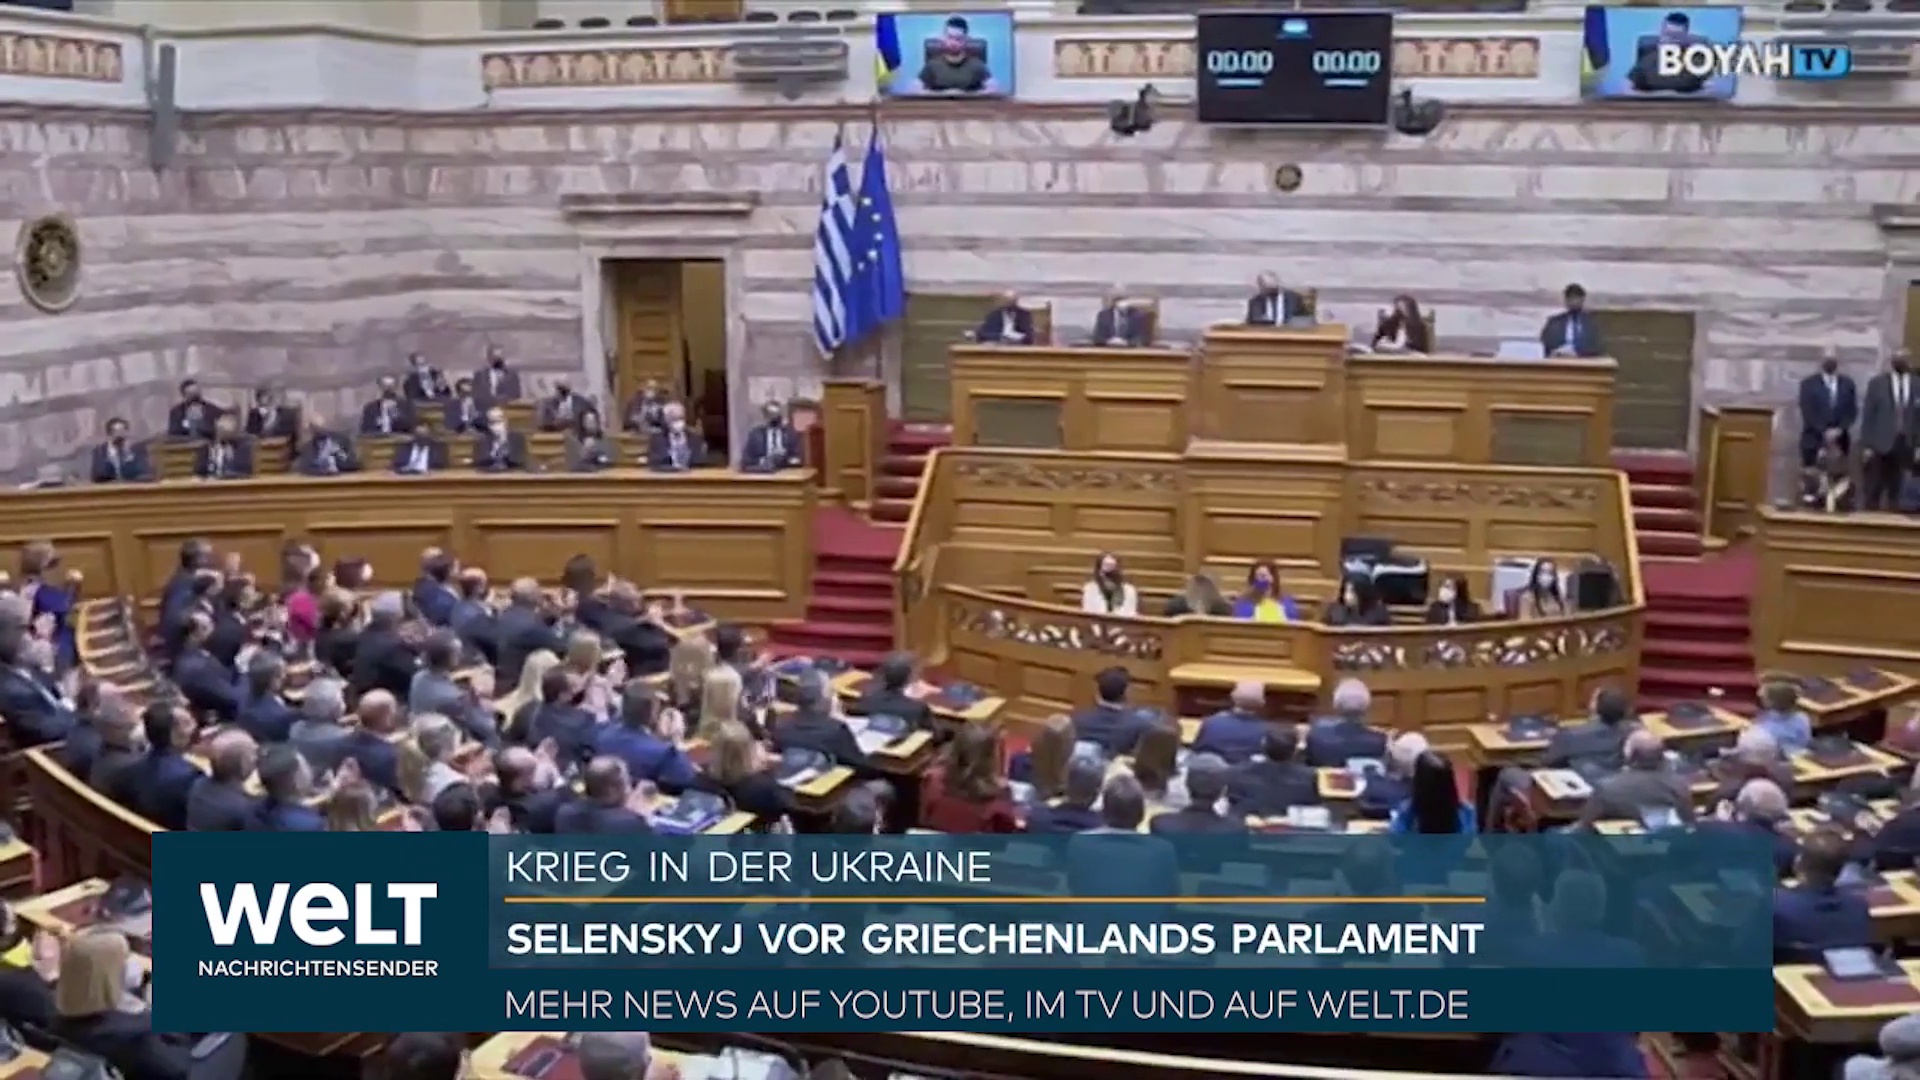 ΒΟΥΛΗ TV
00.00 00.00
WELT
NACHRICHTENSENDER
KRIEG IN DER UKRAINE
SELENSKYJ VOR GRIECHENLANDS PARLAMENT
MEHR NEWS AUF YOUTUBE, IM TV UND AUF WELT.DE